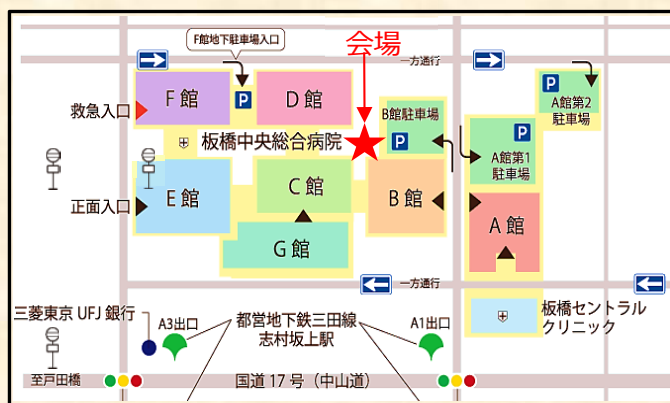 会場
F館地下駐車場入口
一方通行
P
F館
P
D館
B館駐車場
P
A館第2
駐車場
救急入口
板橋中央総合病院
P
A館第1
駐車場
正面入口
E館
C館
B館
A館
G館
一方通行
三菱東京UFJ銀行
A3出口
都営地下鉄三田線
志村坂上駅
A1出口
板橋セントラル
クリニック
至戸田橋
国道17号（中山道）